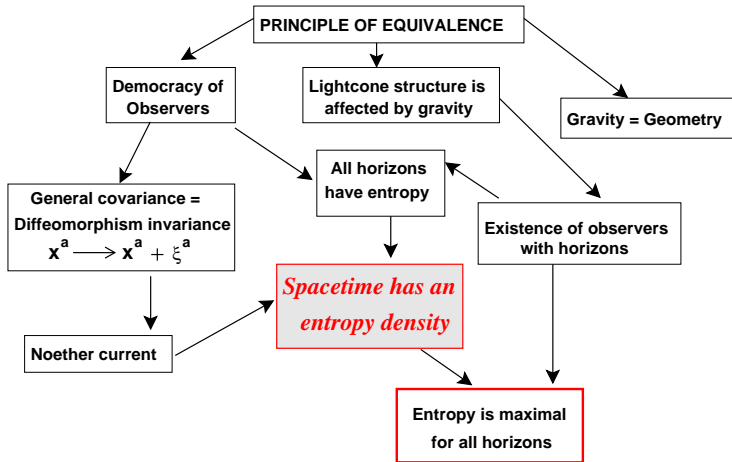 PRINCIPLE OF EQUIVALENCE
Democracy of
Observers
Lightcone structure is
affected by gravity
Gravity = Geometry
All horizons
have entropy
General covariance =
Diffeomorphism invariance
x^a ⟶ x^a + ξ^a
Existence of observers
with horizons
Spacetime has an
entropy density
Noether current
Entropy is maximal
for all horizons